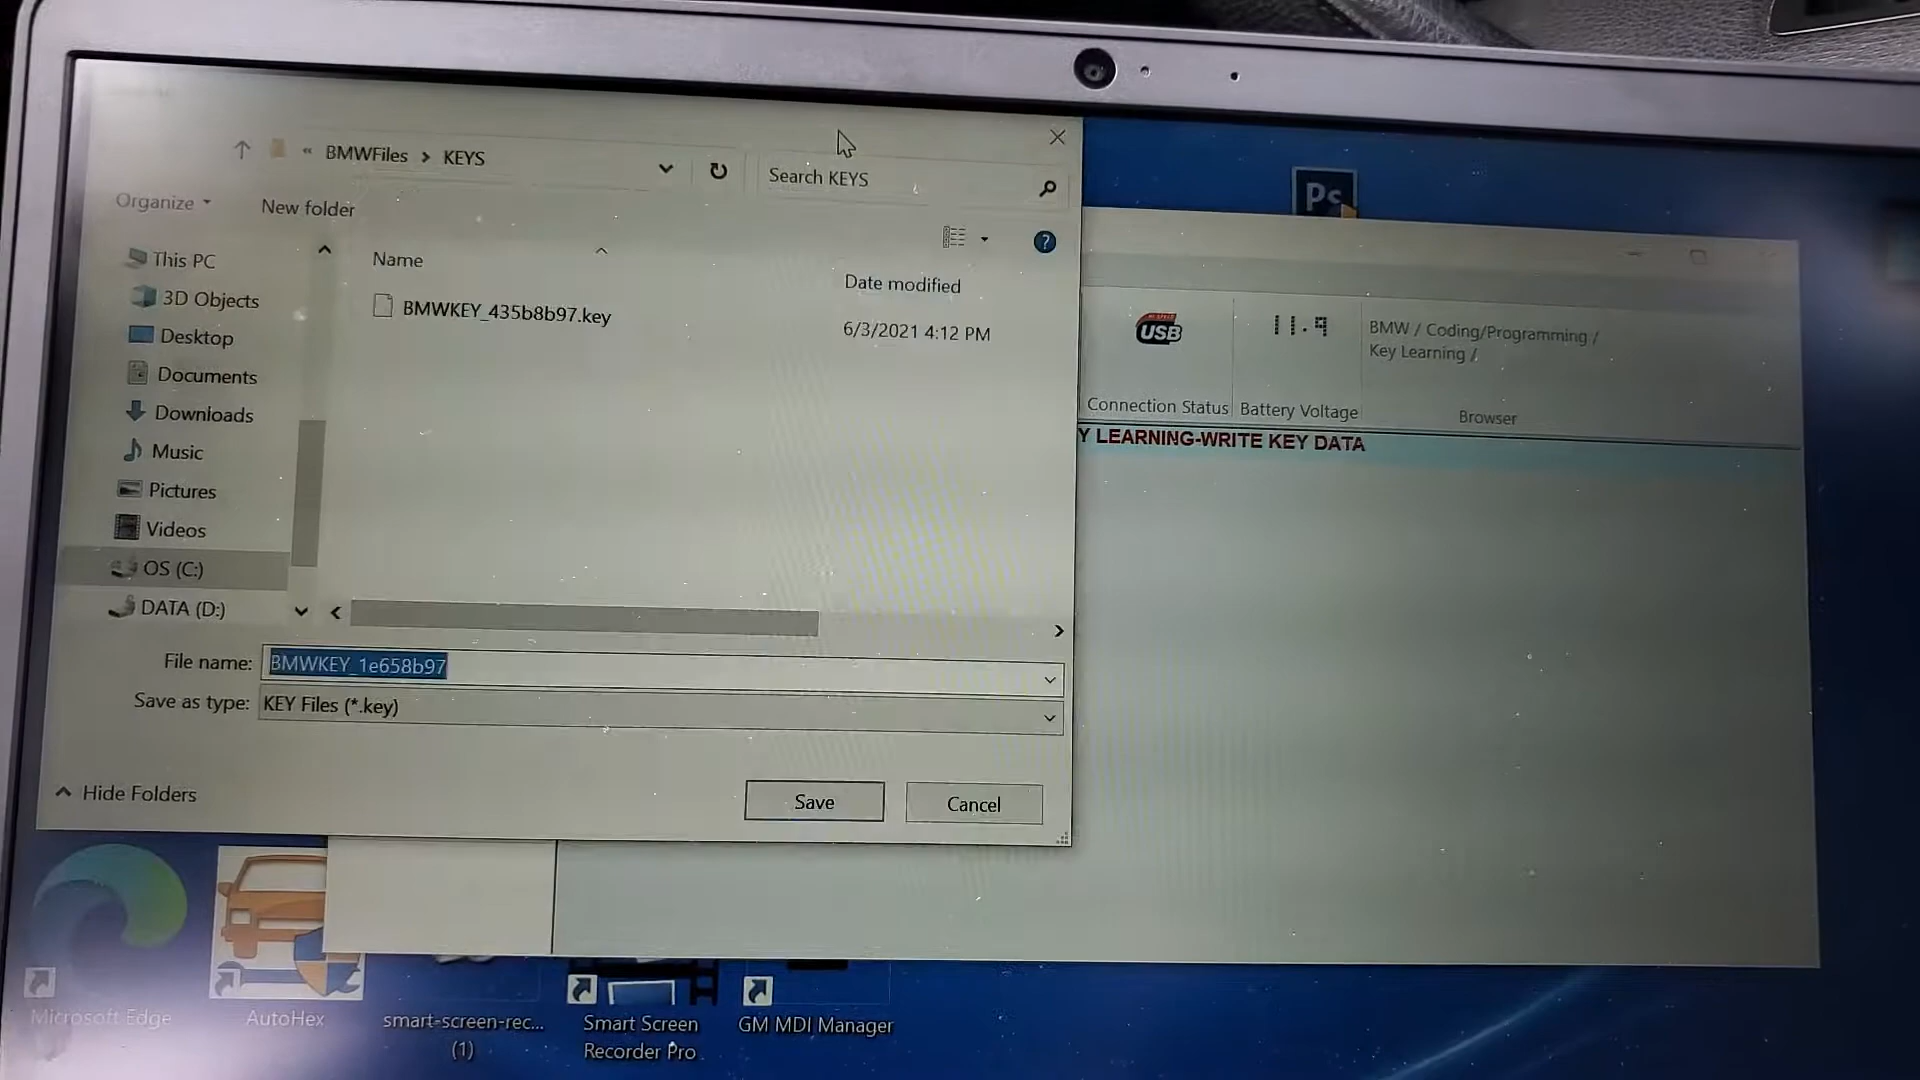 « BMWFiles > KEYS
Search KEYS
Organize
New folder
Name
Date modified
BMWKEY_435b8b97.key
6/3/2021 4:12 PM
This PC
3D Objects
Desktop
Documents
Downloads
Music
Pictures
Videos
OS (C:)
DATA (D:)
File name: BMWKEY_1e658b97
Save as type: KEY Files (*.key)
Hide Folders
Save
Cancel
Ps
USB
11.9
BMW / Coding/Programming /
Key Learning /
Connection Status
Battery Voltage
Browser
Y LEARNING-WRITE KEY DATA
Microsoft Edge
AutoHex
smart-screen-rec...
(1)
Smart Screen
Recorder Pro
GM MDI Manager